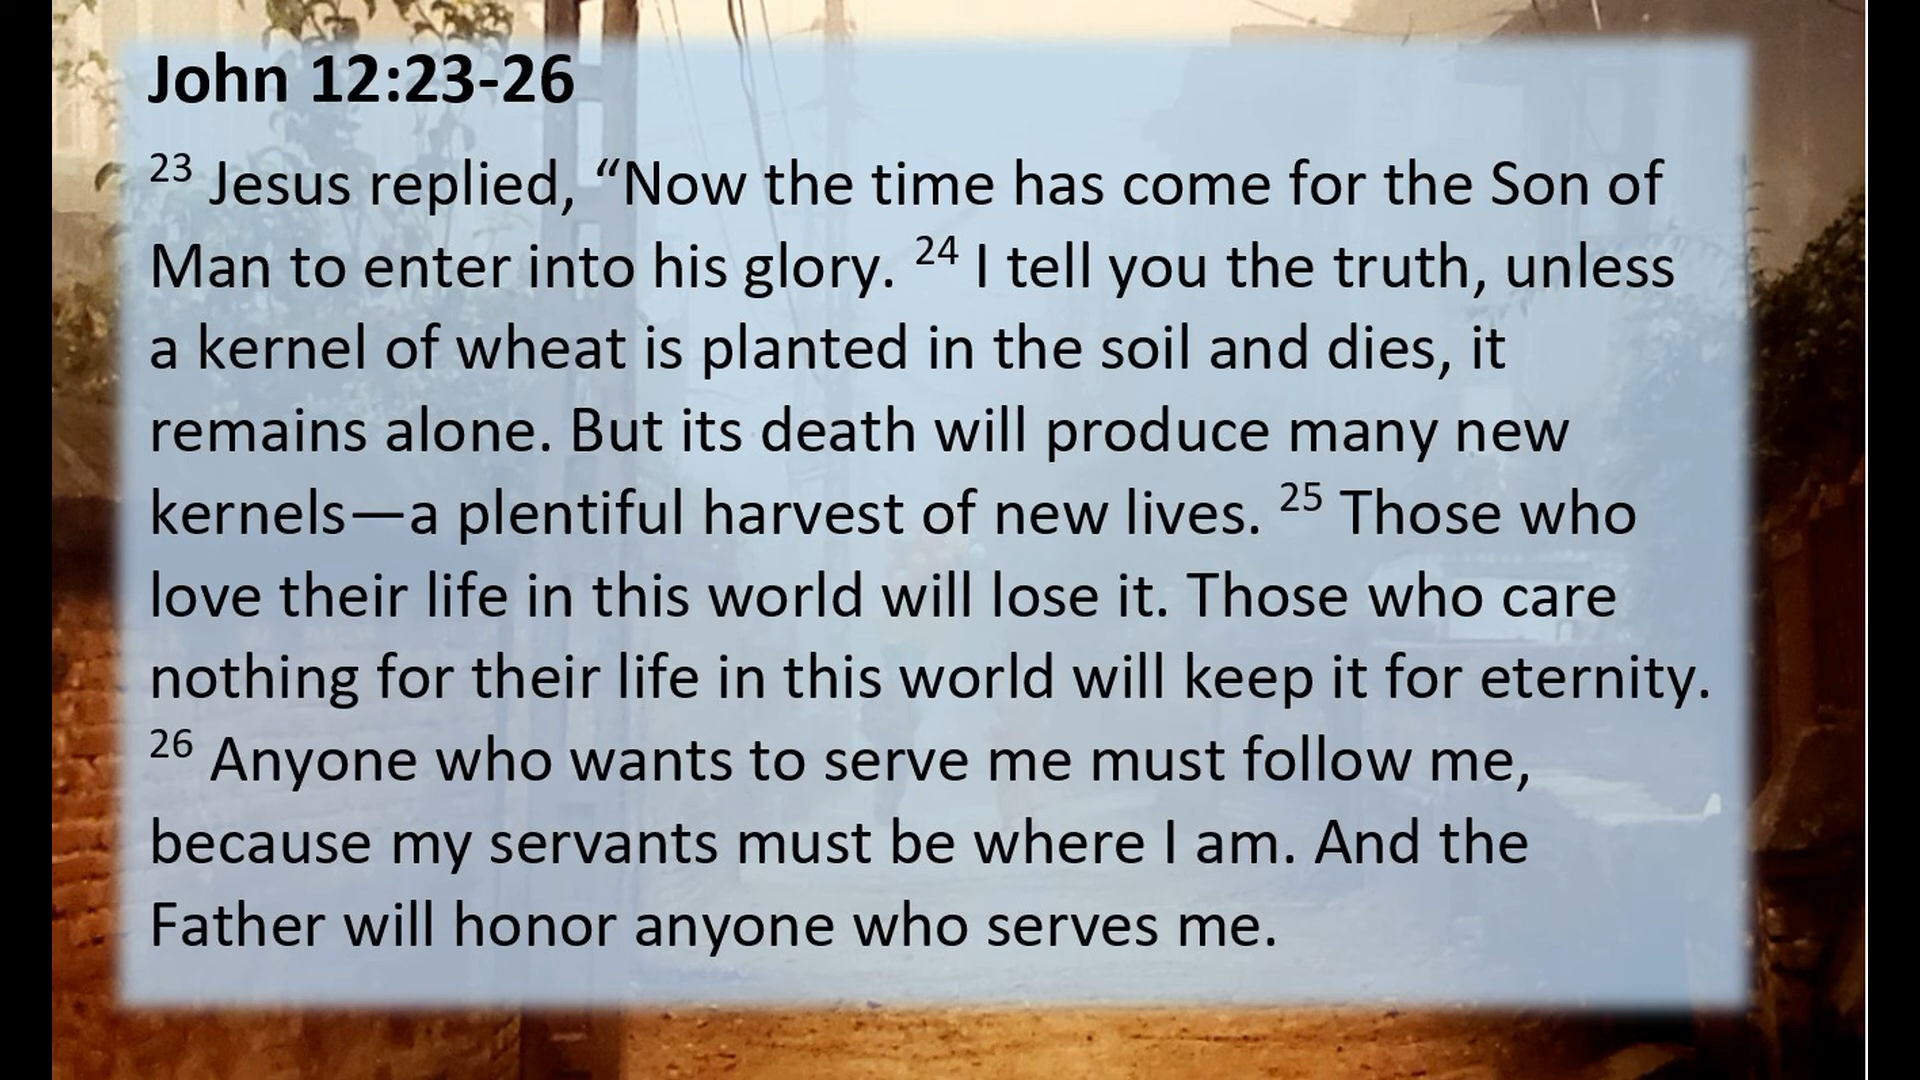 John 12:23-26
23 Jesus replied, “Now the time has come for the Son of
Man to enter into his glory. 24 I tell you the truth, unless
a kernel of wheat is planted in the soil and dies, it
remains alone. But its death will produce many new
kernels—a plentiful harvest of new lives. 25 Those who
love their life in this world will lose it. Those who care
nothing for their life in this world will keep it for eternity.
26 Anyone who wants to serve me must follow me,
because my servants must be where I am. And the
Father will honor anyone who serves me.